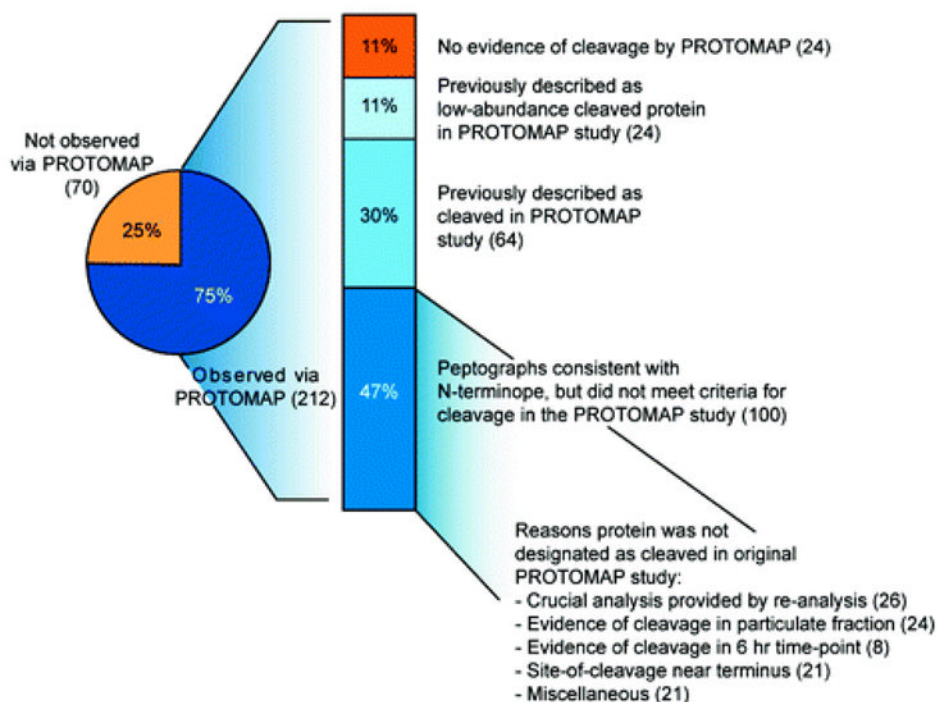 11%
No evidence of cleavage by PROTOMAP (24)
11%
Previously described as
low-abundance cleaved protein
in PROTOMAP study (24)
Not observed
via PROTOMAP
(70)
30%
Previously described as
cleaved in PROTOMAP
study (64)
25%
75%
Observed via
PROTOMAP (212)
47%
Peptographs consistent with
N-terminope, but did not meet criteria for
cleavage in the PROTOMAP study (100)
Reasons protein was not
designated as cleaved in original
PROTOMAP study:
- Crucial analysis provided by re-analysis (26)
- Evidence of cleavage in particulate fraction (24)
- Evidence of cleavage in 6 hr time-point (8)
- Site-of-cleavage near terminus (21)
- Miscellaneous (21)